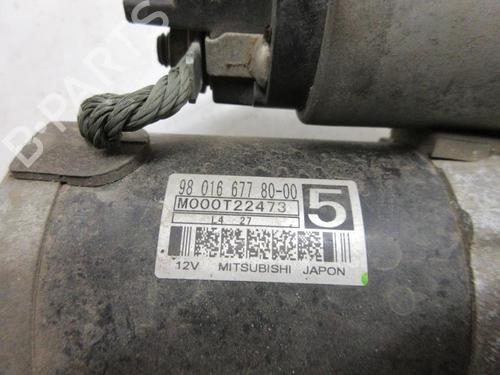 98 016 677 80-00
M000T22473
5
L4 27
12V MITSUBISHI JAPON
B-PARTS